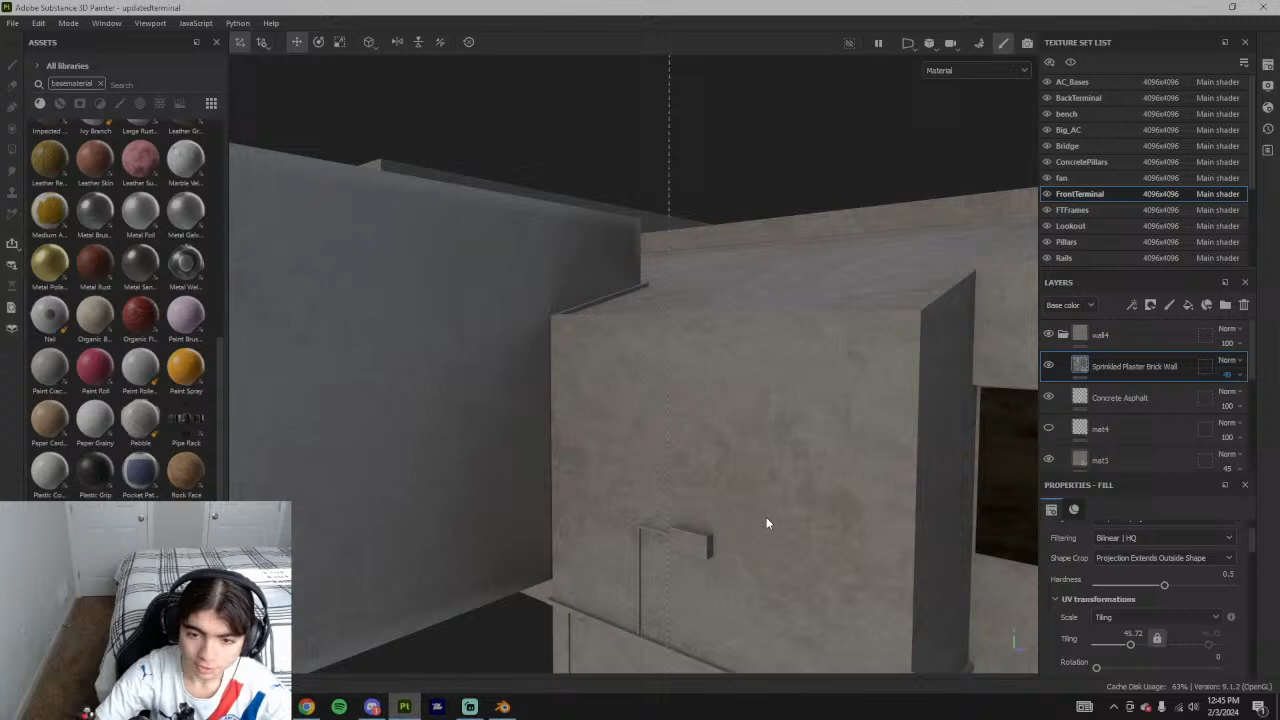 Adobe Substance 3D Painter - updatedterminal
File Edit Mode Window Viewport JavaScript Python Help
ASSETS
All libraries
basematerial Search
Impacted ... Ivy Branch Large Rust... Leather Gr...
Leather Re... Leather Skin Leather Su... Marble Vei...
Medium A... Metal Brus... Metal Foil Metal Galv...
Metal Pole... Metal Rust Metal San...
Nail Organic B... Organic Fl... Paint Brus...
Paint Crac... Paint Roll Paint Rolle... Paint Spray
Paper Card... Paper Grainy Pebble Pipe Rack
Plastic Co... Plastic Grip Pocket Pat... Rock Face
Material
TEXTURE SET LIST
AC_Bases 4096x4096 Main shader
BackTerminal 4096x4096 Main shader
bench 4096x4096 Main shader
Big_AC 4096x4096 Main shader
Bridge 4096x4096 Main shader
ConcretePillars 4096x4096 Main shader
fan 4096x4096 Main shader
FrontTerminal 4096x4096 Main shader
FTFrames 4096x4096 Main shader
Lookout 4096x4096 Main shader
Pillars 4096x4096 Main shader
Rails 4096x4096 Main shader
LAYERS
Base color
wall4 Norm 100
Sprinkled Plaster Brick Wall Norm 49
Concrete Asphalt Norm 100
mat4 Norm 100
mat3 Norm 45
PROPERTIES - FILL
Filtering Bilinear | HQ
Shape Crop Projection Extends Outside Shape
Hardness 0.5
UV transformations
Scale Tiling
Tiling 45.72 45.72
Rotation 0
Cache Disk Usage: 63% | Version: 9.1.2 (OpenGL)
12:45 PM
2/3/2024